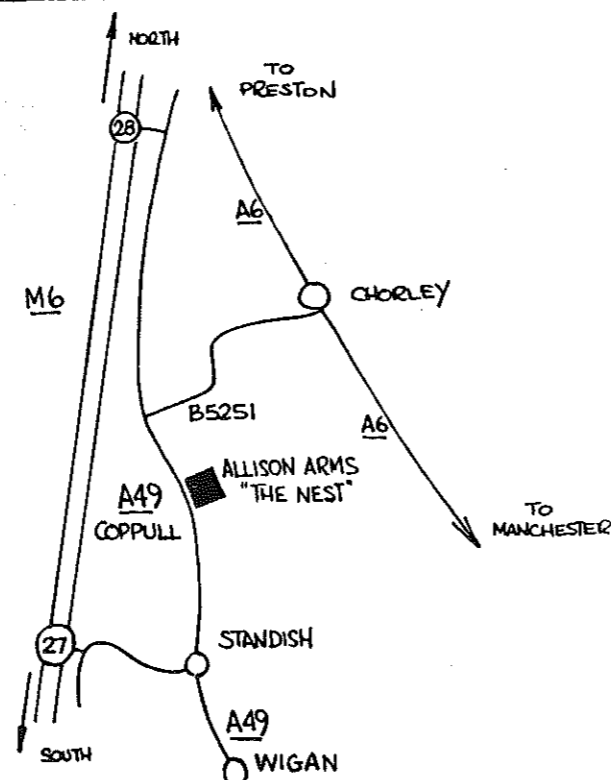 NORTH
TO
PRESTON
28
A6
M6
CHORLEY
B5251
A6
ALLISON ARMS
"THE NEST"
A49
COPPULL
TO
MANCHESTER
27
STANDISH
A49
SOUTH
WIGAN